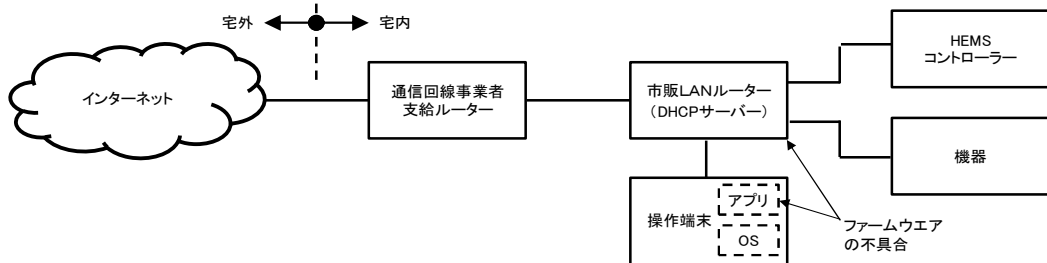 宅外
宅内
インターネット
通信回線事業者
支給ルーター
市販LANルーター
（DHCPサーバー）
HEMS
コントローラー
機器
操作端末
アプリ
OS
ファームウエア
の不具合